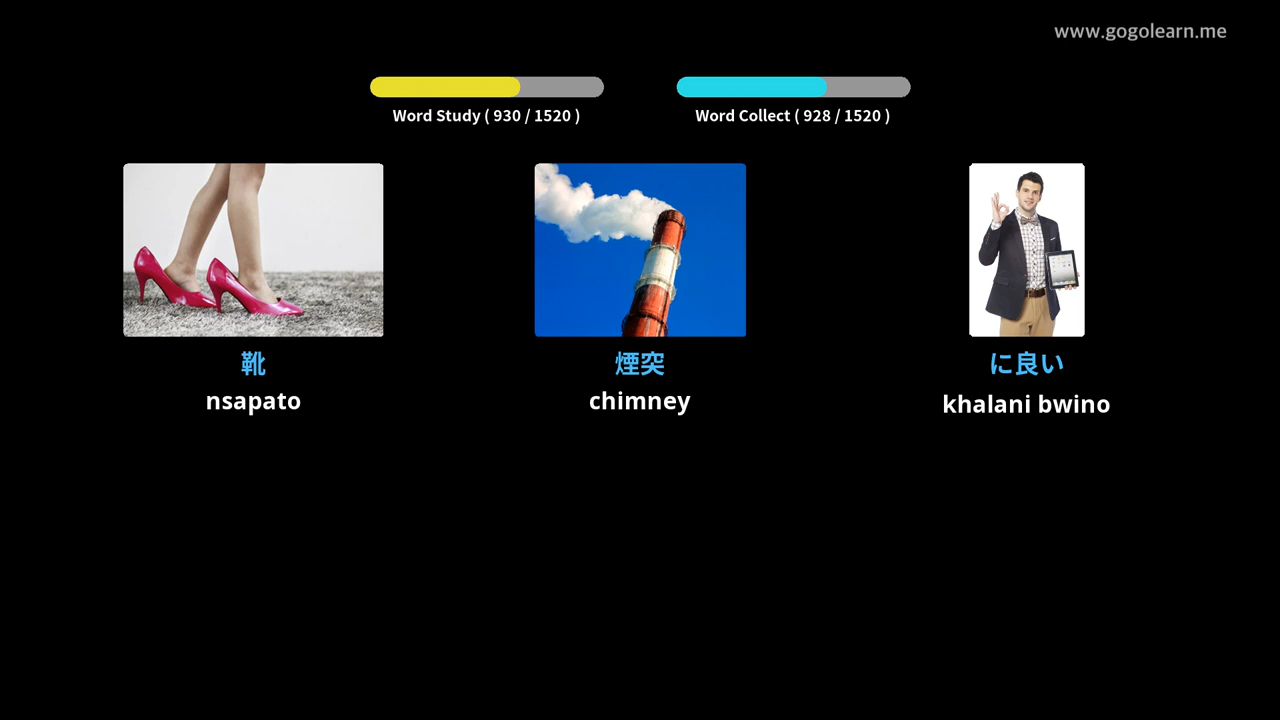 www.gogolearn.me
Word Study ( 930 / 1520 )
Word Collect ( 928 / 1520 )
靴
煙突
に良い
nsapato
chimney
khalani bwino